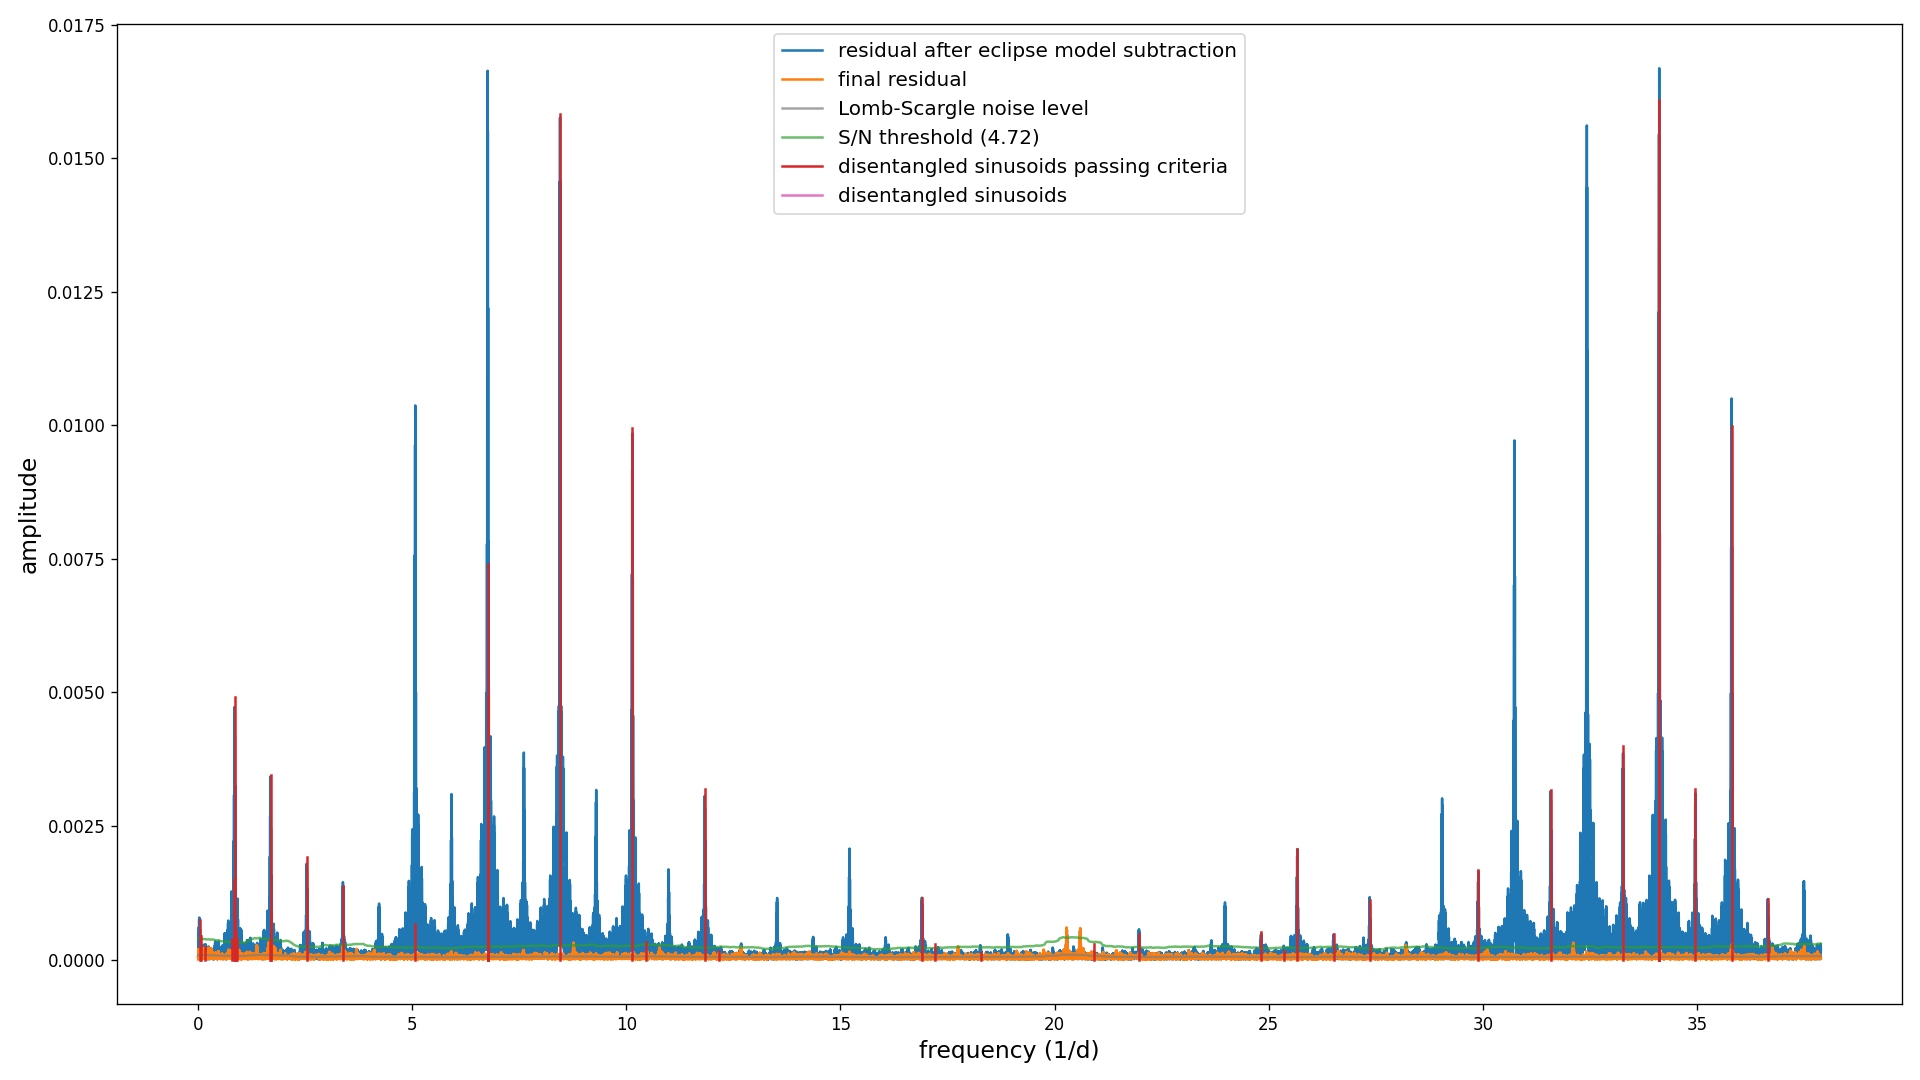 0.0175
0.0150
0.0125
0.0100
0.0075
0.0050
0.0025
0.0000
amplitude
residual after eclipse model subtraction
final residual
Lomb-Scargle noise level
S/N threshold (4.72)
disentangled sinusoids passing criteria
disentangled sinusoids
0 5 10 15 20 25 30 35
frequency (1/d)